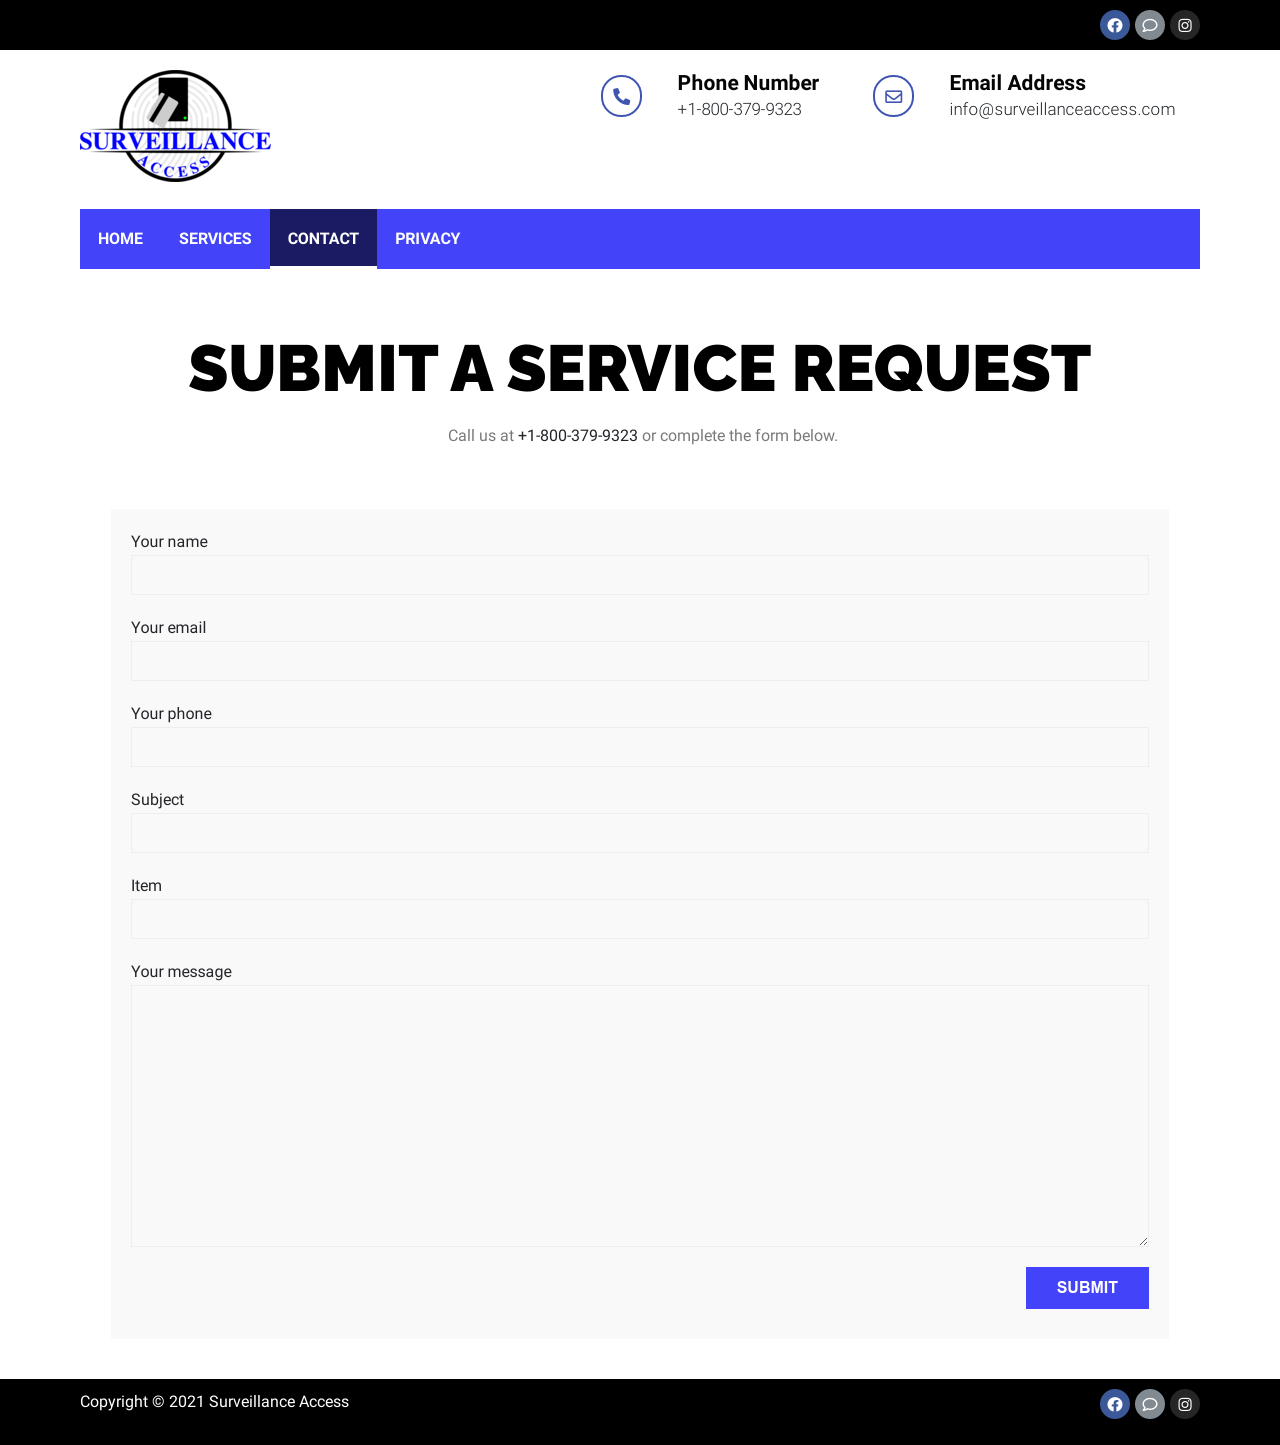 SURVEILLANCE
ACCESS
Phone Number
+1-800-379-9323
Email Address
info@surveillanceaccess.com
HOME
SERVICES
CONTACT
PRIVACY
SUBMIT A SERVICE REQUEST
Call us at +1-800-379-9323 or complete the form below.
Your name
Your email
Your phone
Subject
Item
Your message
SUBMIT
Copyright © 2021 Surveillance Access